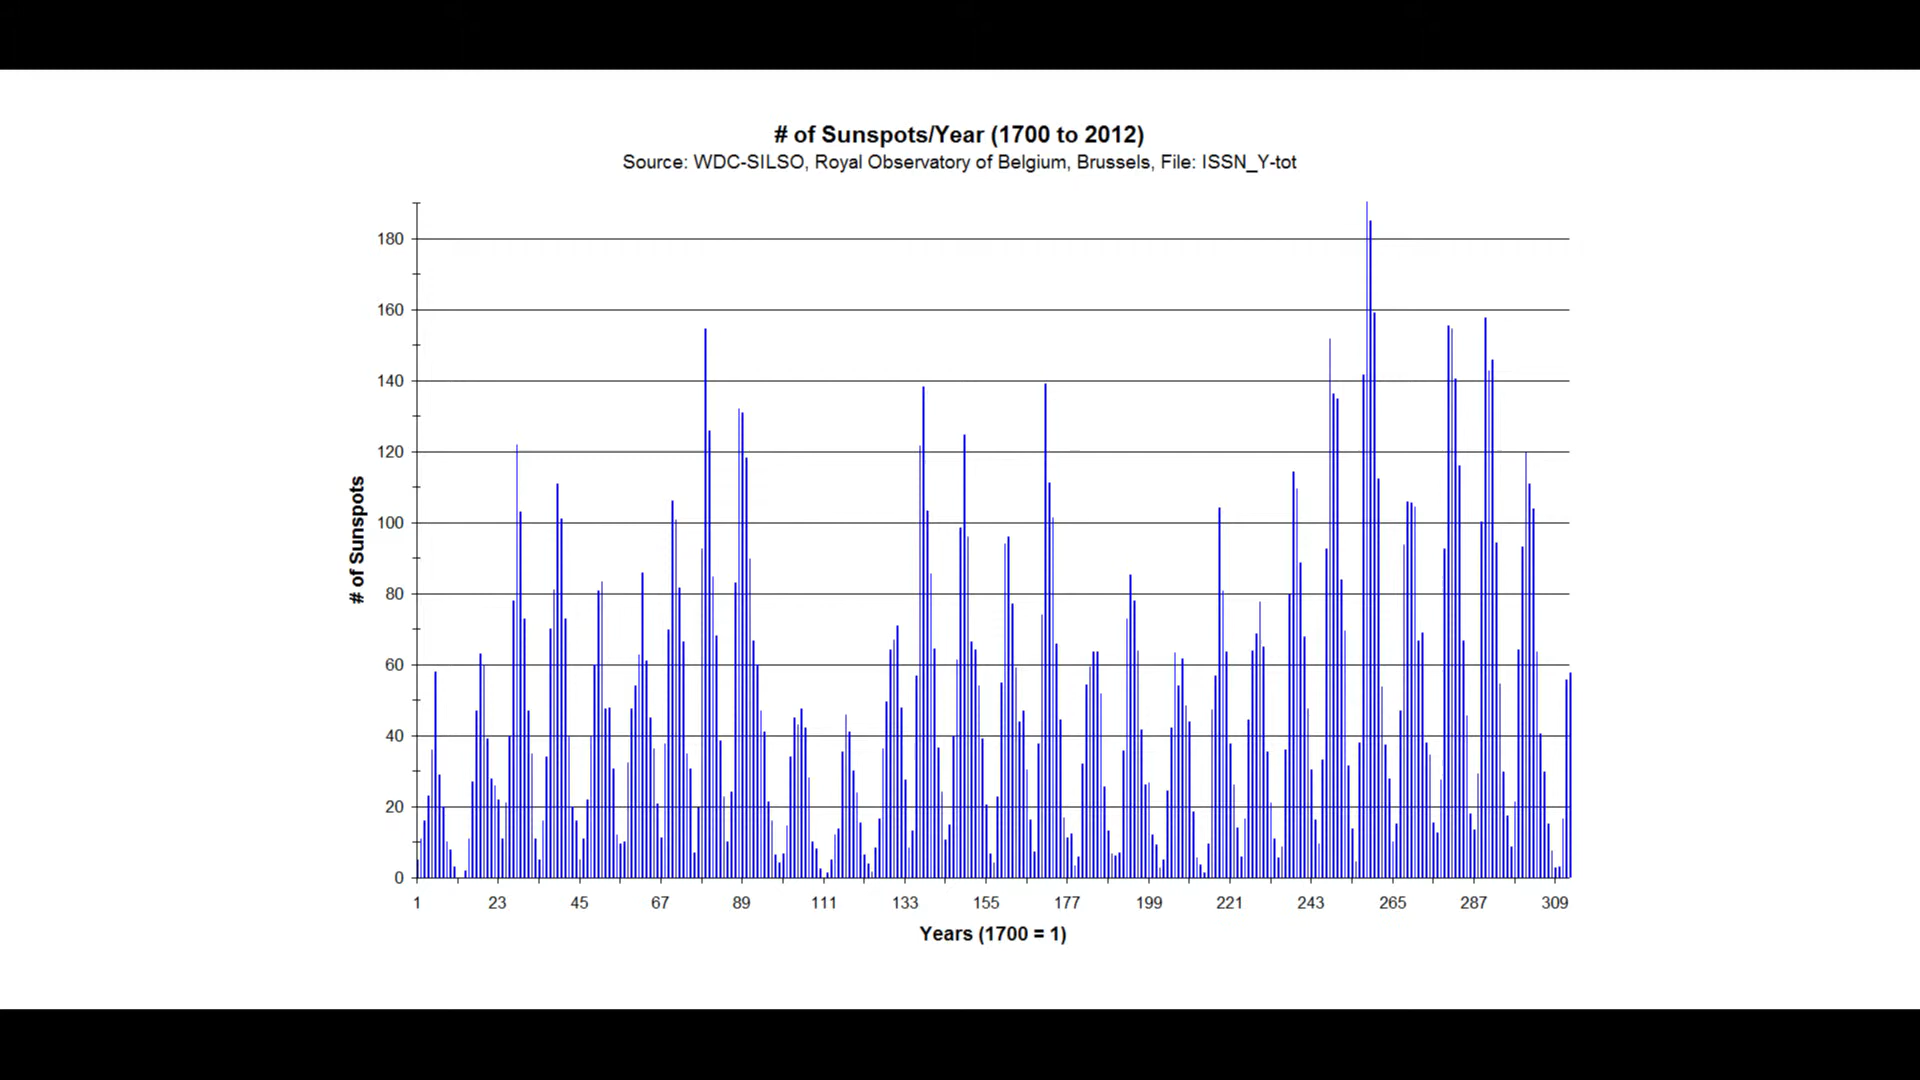 # of Sunspots/Year (1700 to 2012)
Source: WDC-SILSO, Royal Observatory of Belgium, Brussels, File: ISSN_Y-tot
# of Sunspots
180
160
140
120
100
80
60
40
20
0
1 23 45 67 89 111 133 155 177 199 221 243 265 287 309
Years (1700 = 1)